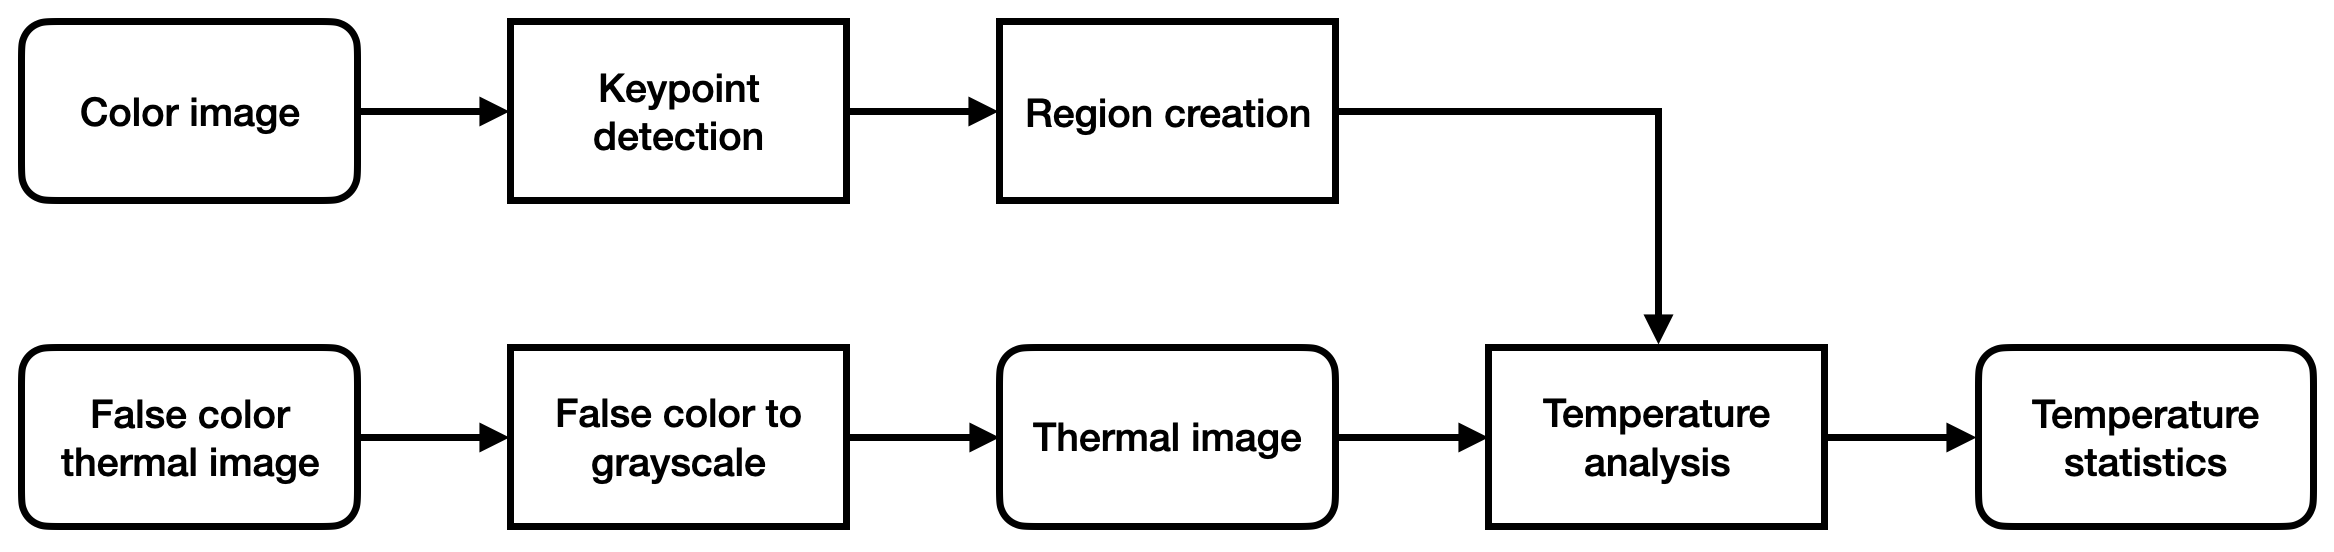 Color image
Keypoint
detection
Region creation
False color
thermal image
False color to
grayscale
Thermal image
Temperature
analysis
Temperature
statistics